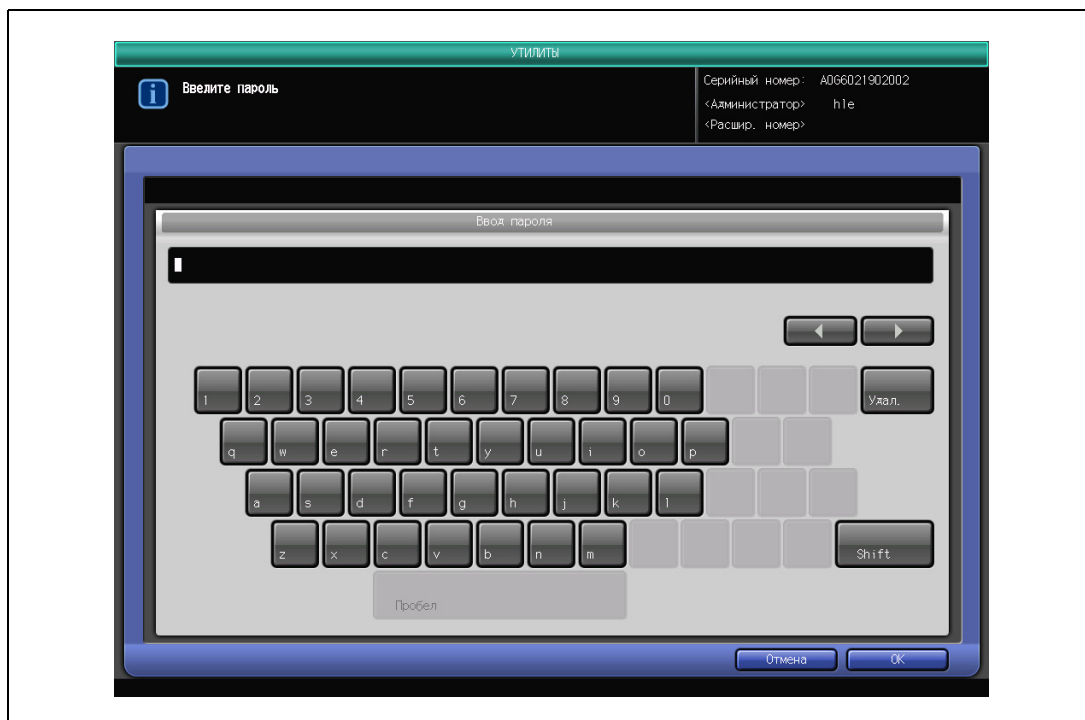 УТИЛИТЫ
Введите пароль
Серийный номер: A0G6021902002
<Администратор> hle
<Расшир. номер>
Ввод пароля
1 2 3 4 5 6 7 8 9 0 Удал.
q w e r t y u i o p
a s d f g h j k l
z x c v b n m Shift
Пробел
Отмена OK